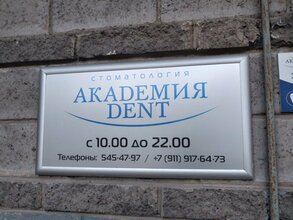 СТОМАТОЛОГИЯ
АКАДЕМИЯ
DENT
с 10.00 до 22.00
Телефоны: 545-47-97 / +7 (911) 917-64-73